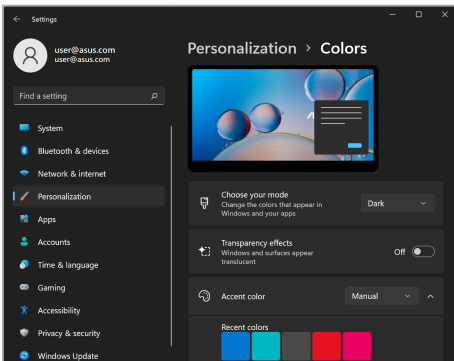 Settings
user@asus.com
user@asus.com
Find a setting
System
Bluetooth & devices
Network & internet
Personalization
Apps
Accounts
Time & language
Gaming
Accessibility
Privacy & security
Windows Update
Personalization > Colors
Choose your mode
Change the colors that appear in
Windows and your apps
Dark
Transparency effects
Windows and surfaces appear
translucent
Off
Accent color
Manual
Recent colors